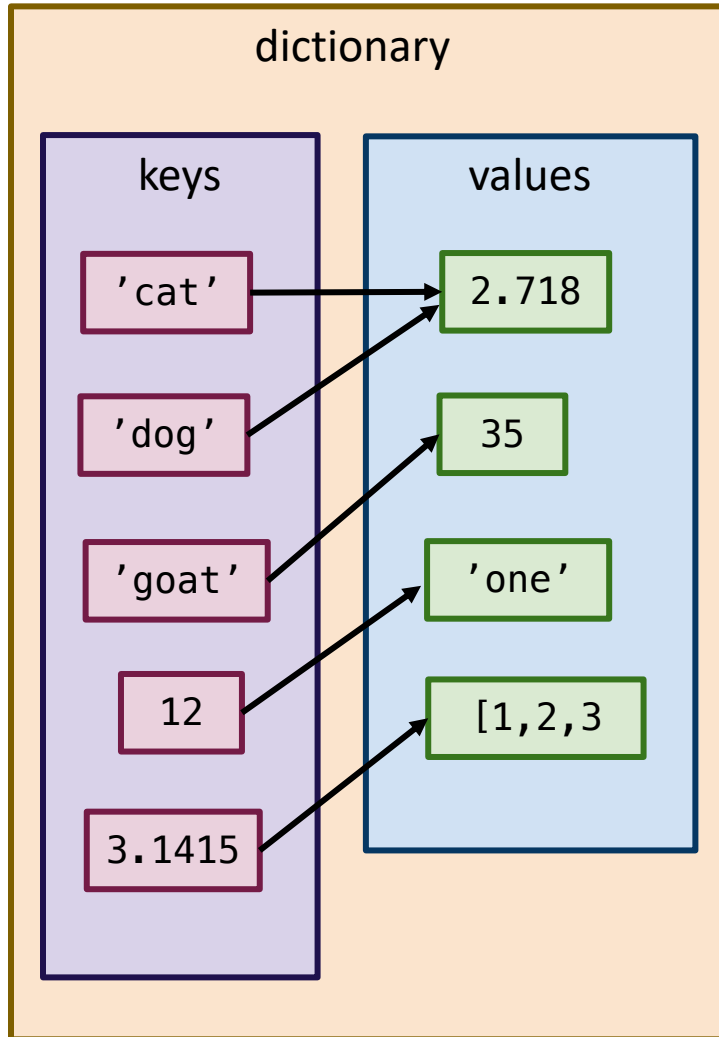 dictionary
keys
values
’cat’
2.718
’dog’
35
’goat’
’one’
12
[1,2,3
3.1415